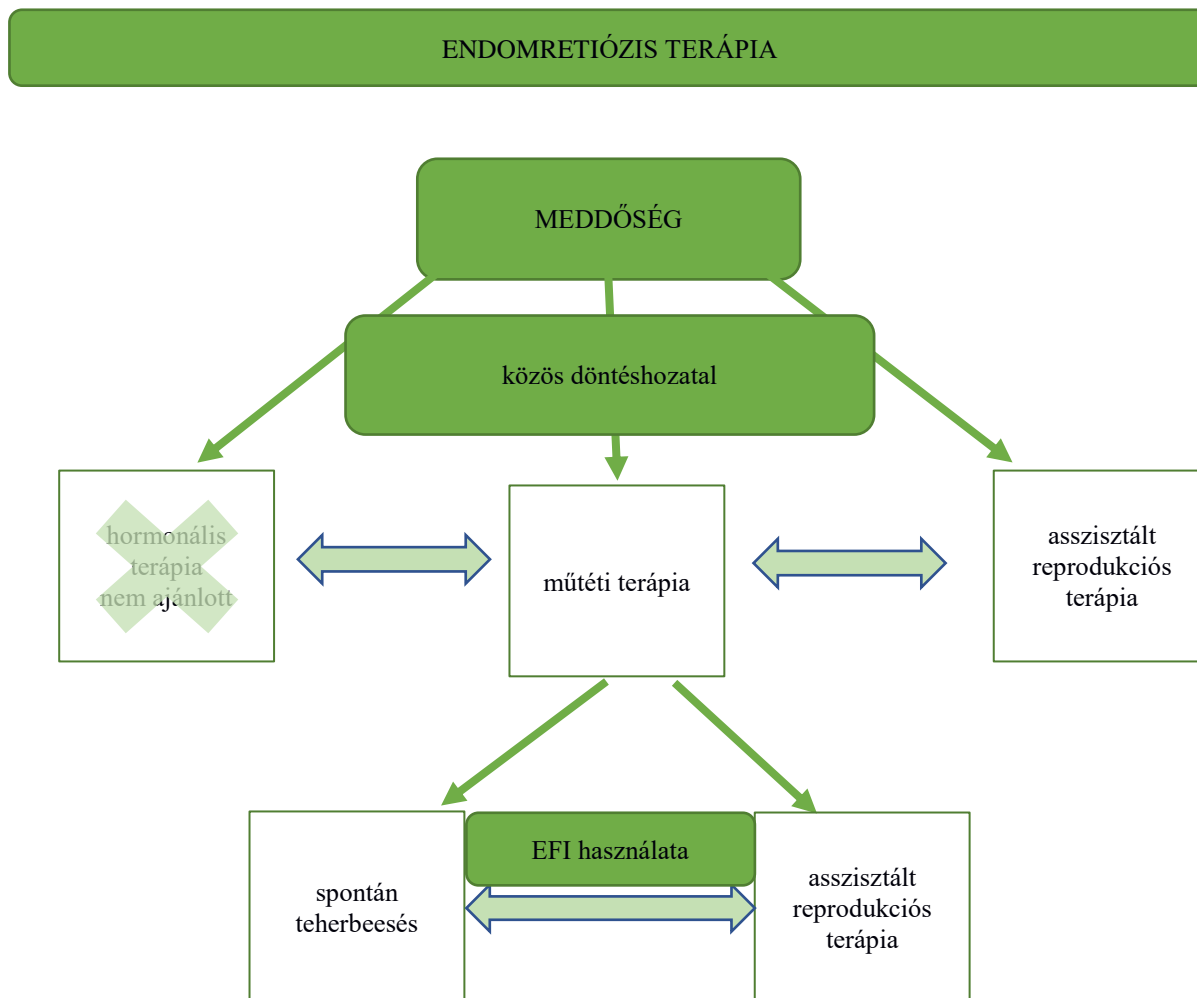 ENDOMRETIÓZIS TERÁPIA
MEDDŐSÉG
közös döntéshozatal
hormonális
terápia
nem ajánlott
műtéti terápia
asszisztált
reprodukciós
terápia
EFI használata
spontán
teherbeesés
asszisztált
reprodukciós
terápia